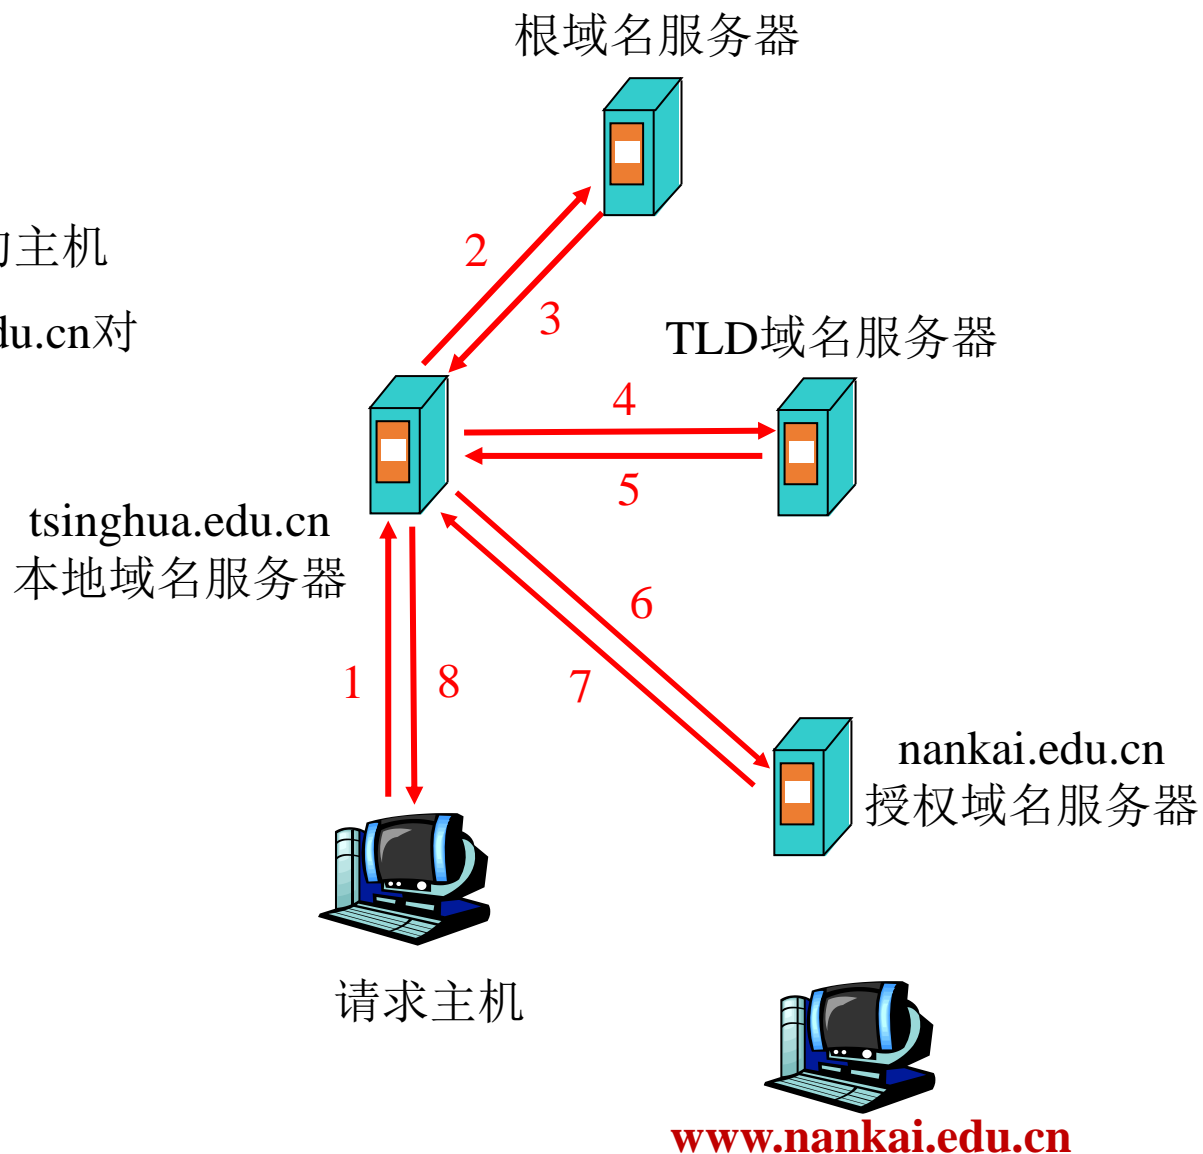 根域名服务器
主机
du.cn对
2
3
TLD域名服务器
4
5
tsinghua.edu.cn
本地域名服务器
6
7
1
8
nankai.edu.cn
授权域名服务器
请求主机
www.nankai.edu.cn